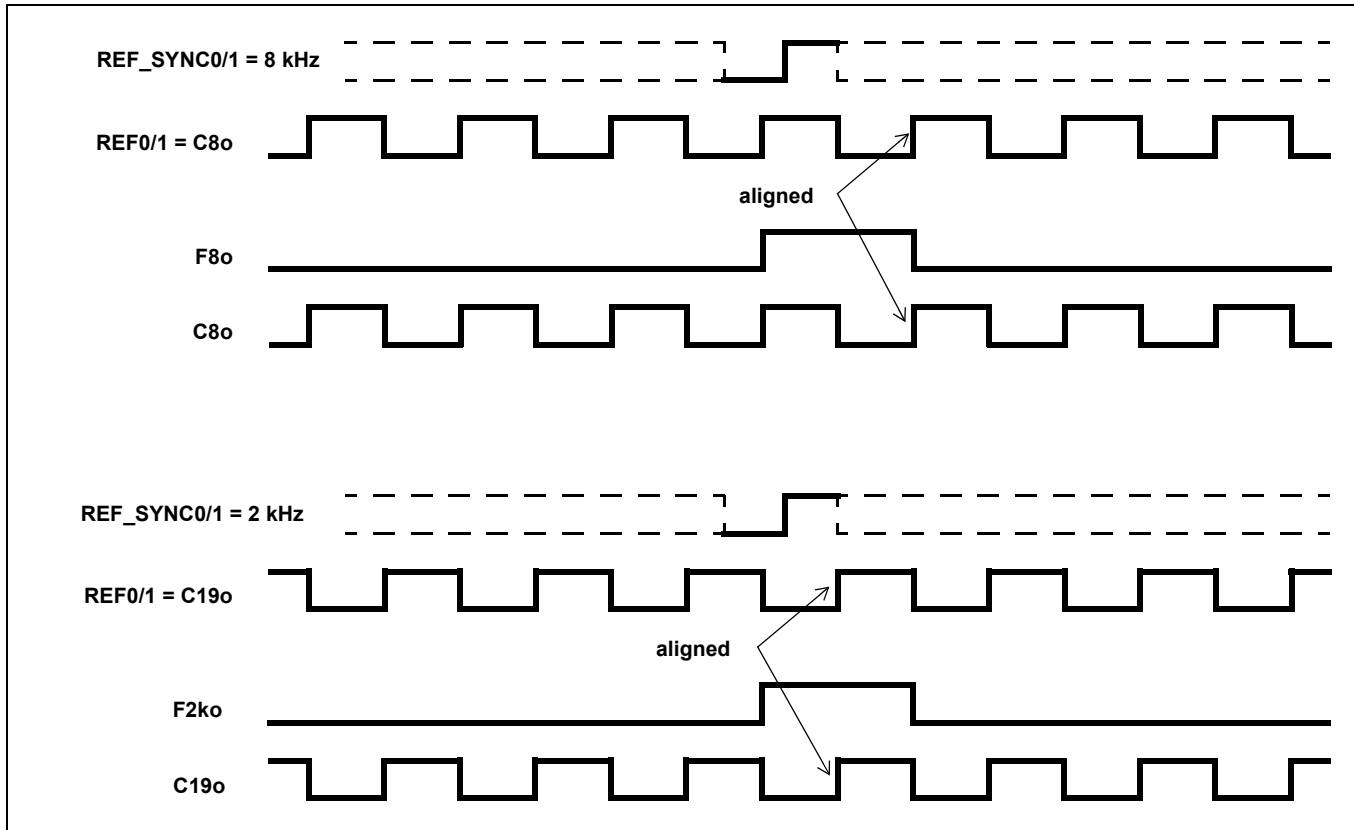 REF_SYNC0/1 = 8 kHz
REF0/1 = C8o
aligned
F8o
C8o
REF_SYNC0/1 = 2 kHz
REF0/1 = C19o
aligned
F2ko
C19o